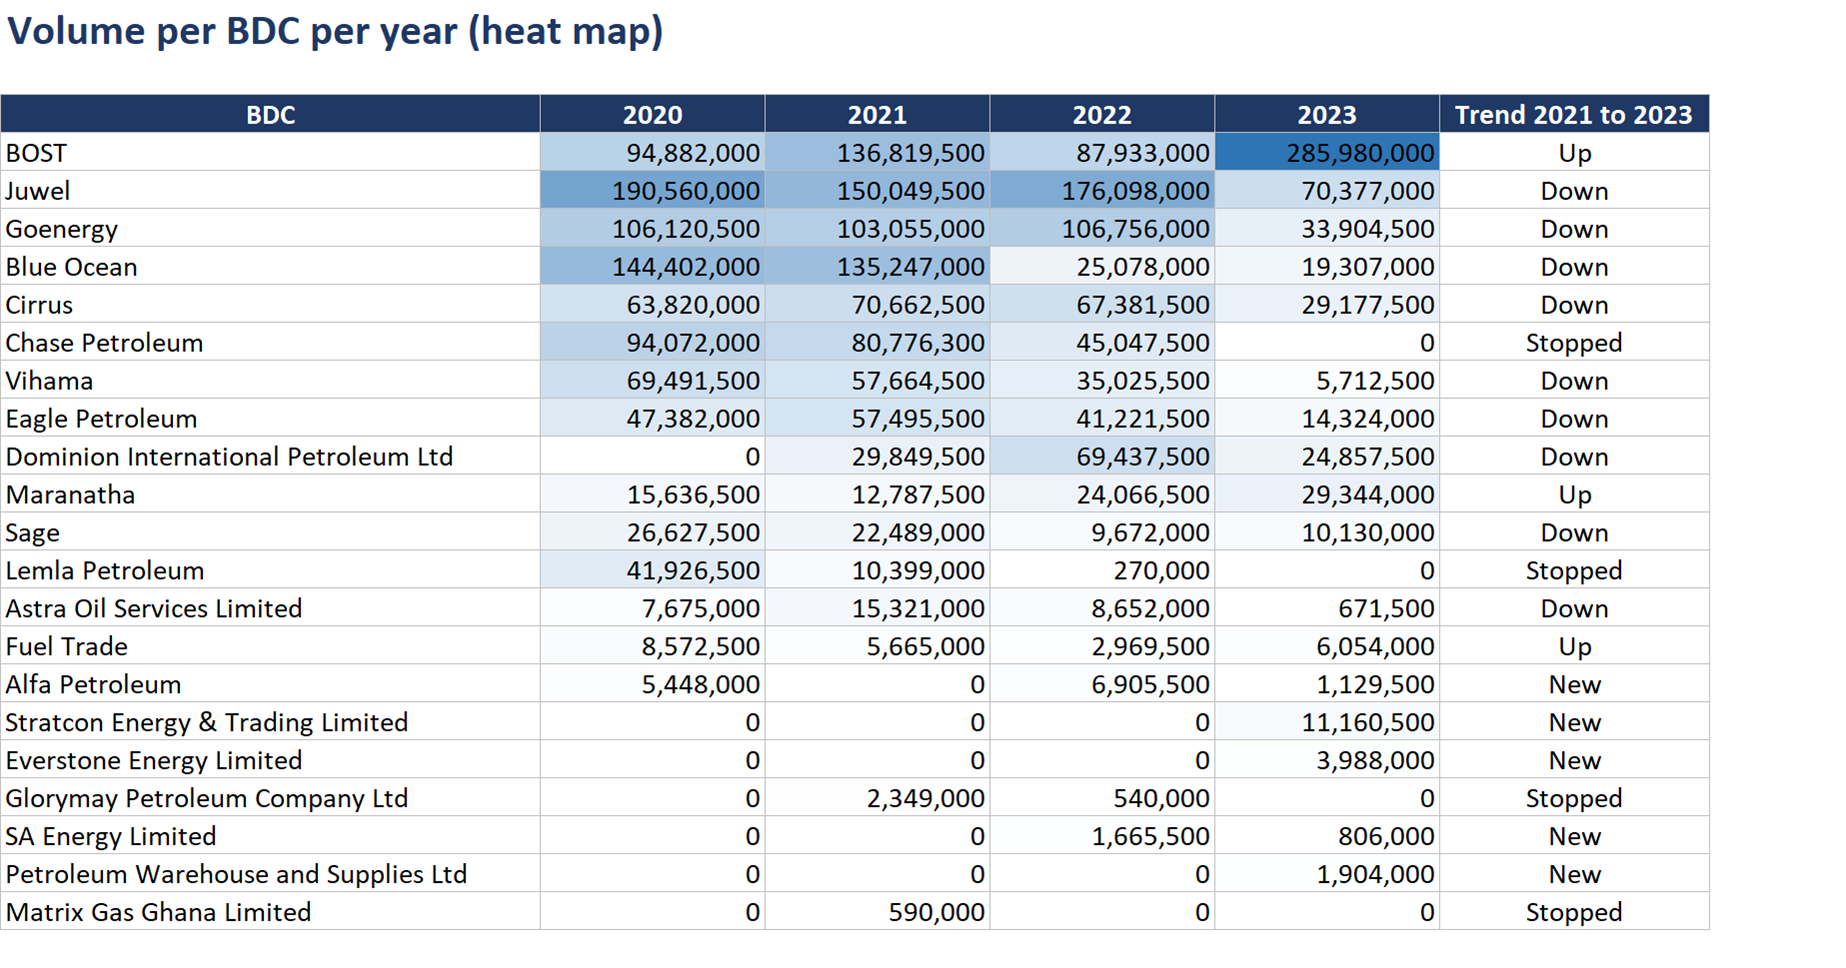 Volume per BDC per year (heat map)
BDC 2020 2021 2022 2023 Trend 2021 to 2023
BOST 94,882,000 136,819,500 87,933,000 285,980,000 Up
Juwel 190,560,000 150,049,500 176,098,000 70,377,000 Down
Goenergy 106,120,500 103,055,000 106,756,000 33,904,500 Down
Blue Ocean 144,402,000 135,247,000 25,078,000 19,307,000 Down
Cirrus 63,820,000 70,662,500 67,381,500 29,177,500 Down
Chase Petroleum 94,072,000 80,776,300 45,047,500 0 Stopped
Vihama 69,491,500 57,664,500 35,025,500 5,712,500 Down
Eagle Petroleum 47,382,000 57,495,500 41,221,500 14,324,000 Down
Dominion International Petroleum Ltd 0 29,849,500 69,437,500 24,857,500 Down
Maranatha 15,636,500 12,787,500 24,066,500 29,344,000 Up
Sage 26,627,500 22,489,000 9,672,000 10,130,000 Down
Lemla Petroleum 41,926,500 10,399,000 270,000 0 Stopped
Astra Oil Services Limited 7,675,000 15,321,000 8,652,000 671,500 Down
Fuel Trade 8,572,500 5,665,000 2,969,500 6,054,000 Up
Alfa Petroleum 5,448,000 0 6,905,500 1,129,500 New
Stratcon Energy & Trading Limited 0 0 0 11,160,500 New
Everstone Energy Limited 0 0 0 3,988,000 New
Glorymay Petroleum Company Ltd 0 2,349,000 540,000 0 Stopped
SA Energy Limited 0 0 1,665,500 806,000 New
Petroleum Warehouse and Supplies Ltd 0 0 0 1,904,000 New
Matrix Gas Ghana Limited 0 590,000 0 0 Stopped